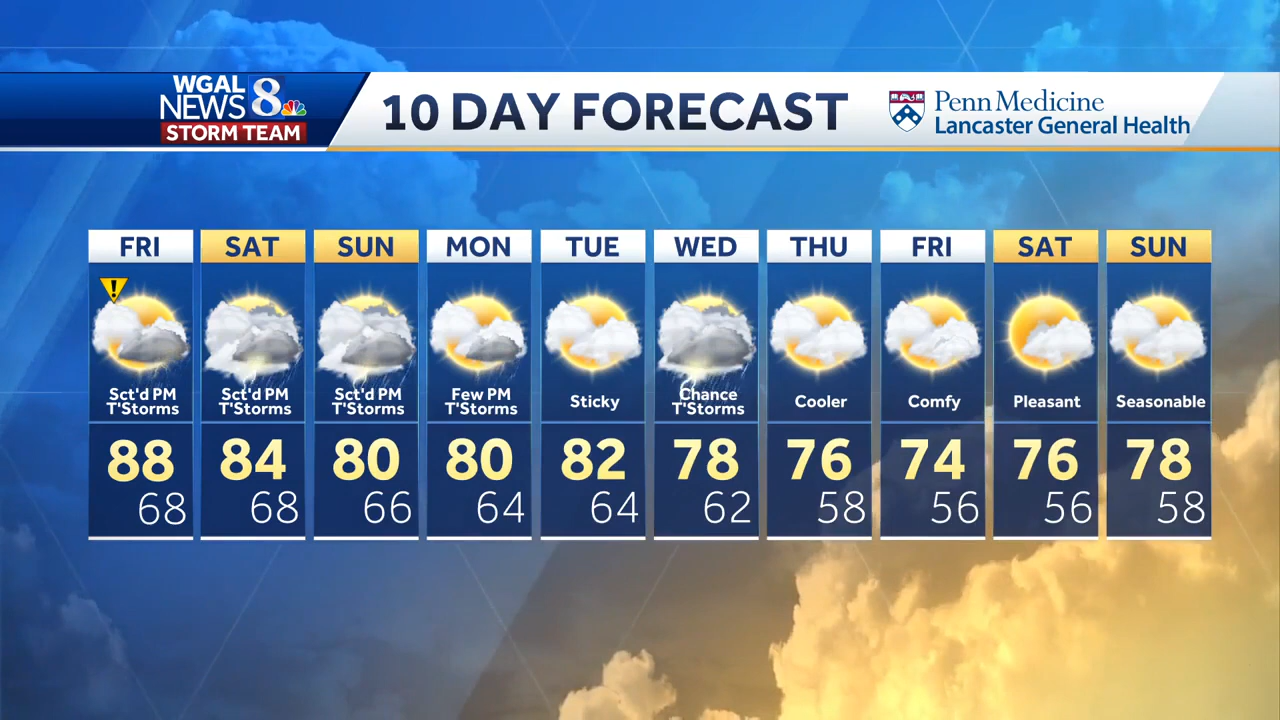 WGAL
NEWS 8
STORM TEAM
10 DAY FORECAST
Penn Medicine
Lancaster General Health
FRI SAT SUN MON TUE WED THU FRI SAT SUN
!
Sct'd PM
T'Storms
Sct'd PM
T'Storms
Sct'd PM
T'Storms
Few PM
T'Storms
Sticky
Chance
T'Storms
Cooler
Comfy
Pleasant
Seasonable
88 84 80 80 82 78 76 74 76 78
68 68 66 64 64 62 58 56 56 58